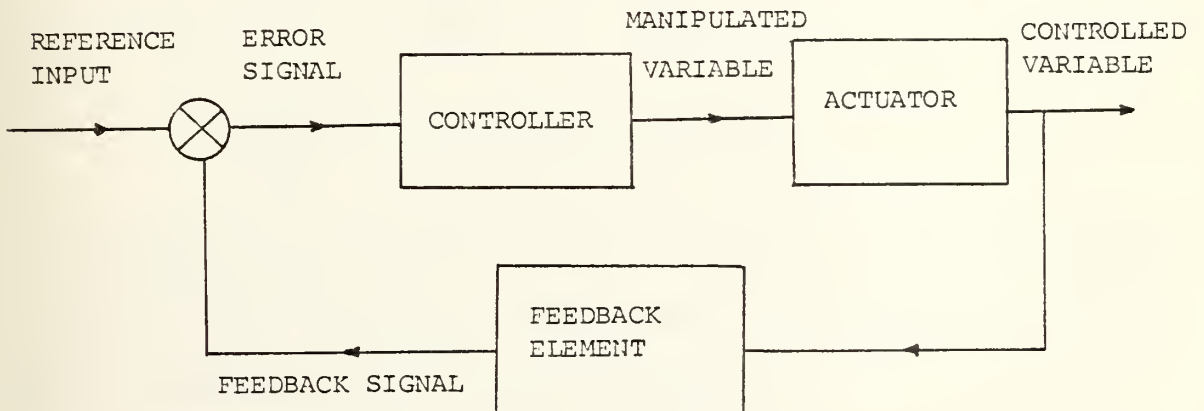 REFERENCE
INPUT
ERROR
SIGNAL
CONTROLLER
MANIPULATED
VARIABLE
ACTUATOR
CONTROLLED
VARIABLE
FEEDBACK
ELEMENT
FEEDBACK SIGNAL